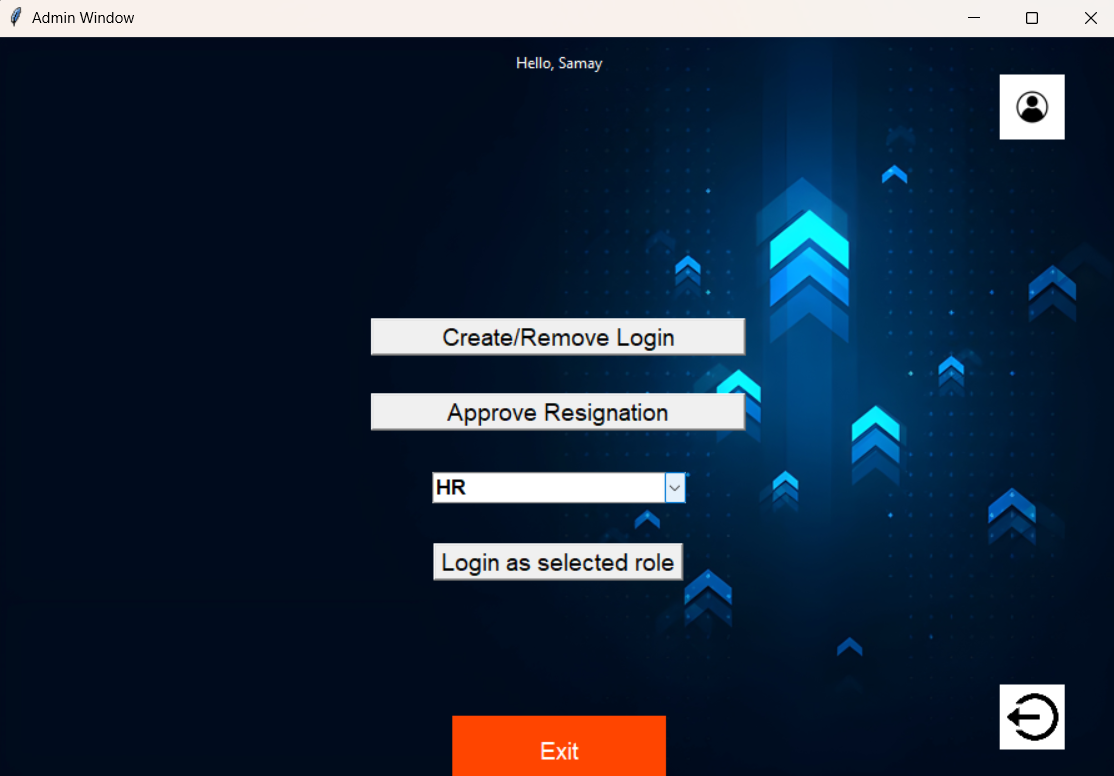 Admin Window
Hello, Samay
Create/Remove Login
Approve Resignation
HR
Login as selected role
Exit